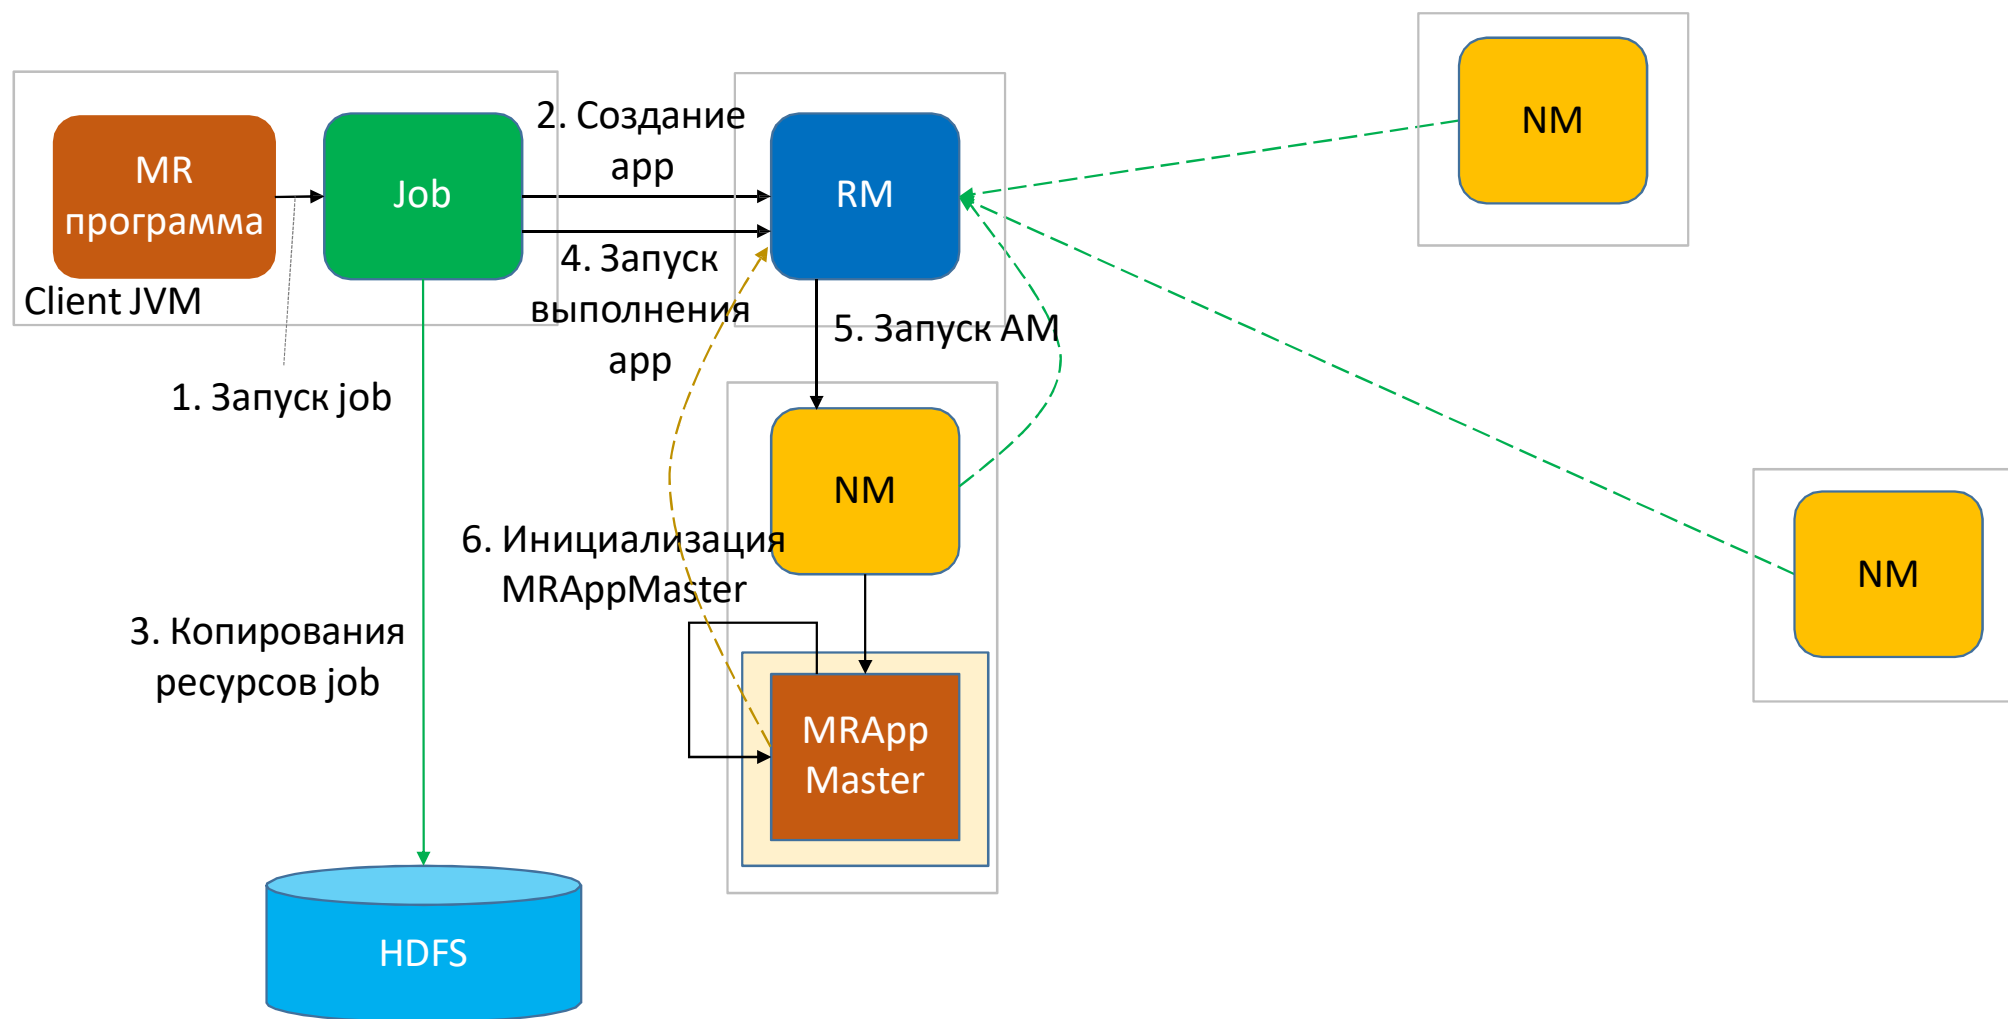 MR
программа
Client JVM
Job
1. Запуск job
2. Создание
app
4. Запуск
выполнения
app
RM
5. Запуск AM
NM
6. Инициализация
MRAppMaster
MRApp
Master
3. Копирования
ресурсов job
HDFS
NM
NM